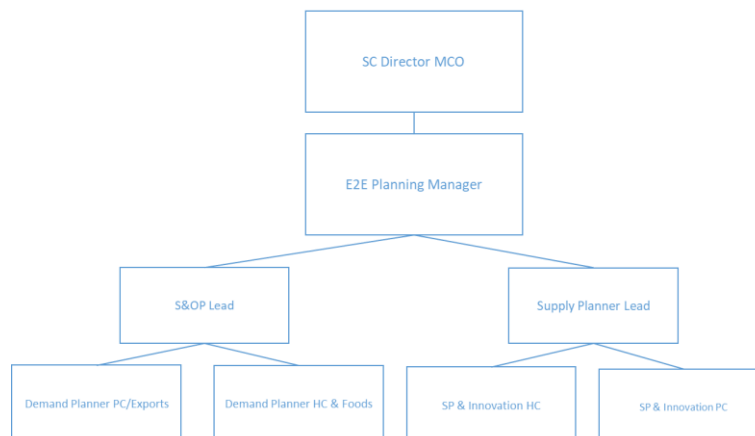 SC Director MCO
E2E Planning Manager
S&OP Lead
Supply Planner Lead
Demand Planner PC/Exports
Demand Planner HC & Foods
SP & Innovation HC
SP & Innovation PC